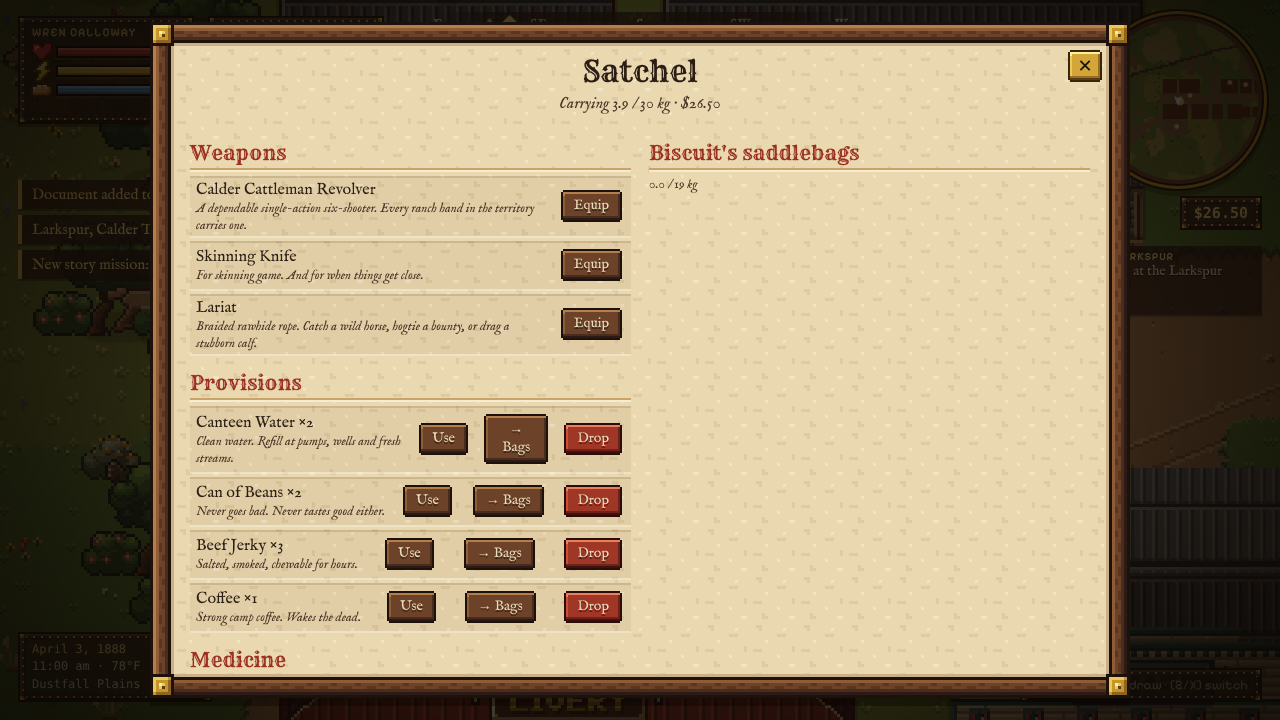 WREN CALLOWAY
Satchel
Carrying 3.9 / 30 kg · $26.50
×
Weapons
Calder Cattleman Revolver
A dependable single-action six-shooter. Every ranch hand in the territory
carries one.
Equip
Skinning Knife
For skinning game. And for when things get close.
Equip
Lariat
Braided rawhide rope. Catch a wild horse, hogtie a bounty, or drag a
stubborn calf.
Equip
Provisions
Canteen Water ×2
Clean water. Refill at pumps, wells and fresh
streams.
Use
→
Bags
Drop
Can of Beans ×2
Never goes bad. Never tastes good either.
Use
→ Bags
Drop
Beef Jerky ×3
Salted, smoked, chewable for hours.
Use
→ Bags
Drop
Coffee ×1
Strong camp coffee. Wakes the dead.
Use
→ Bags
Drop
Medicine
Biscuit's saddlebags
0.0 / 19 kg
Document added to
Larkspur, Calder T
New story mission:
$26.50
RKSPUR
at the Larkspur
April 3, 1888
11:00 am · 78°F
Dustfall Plains
draw (8/X) switch
LIVERY